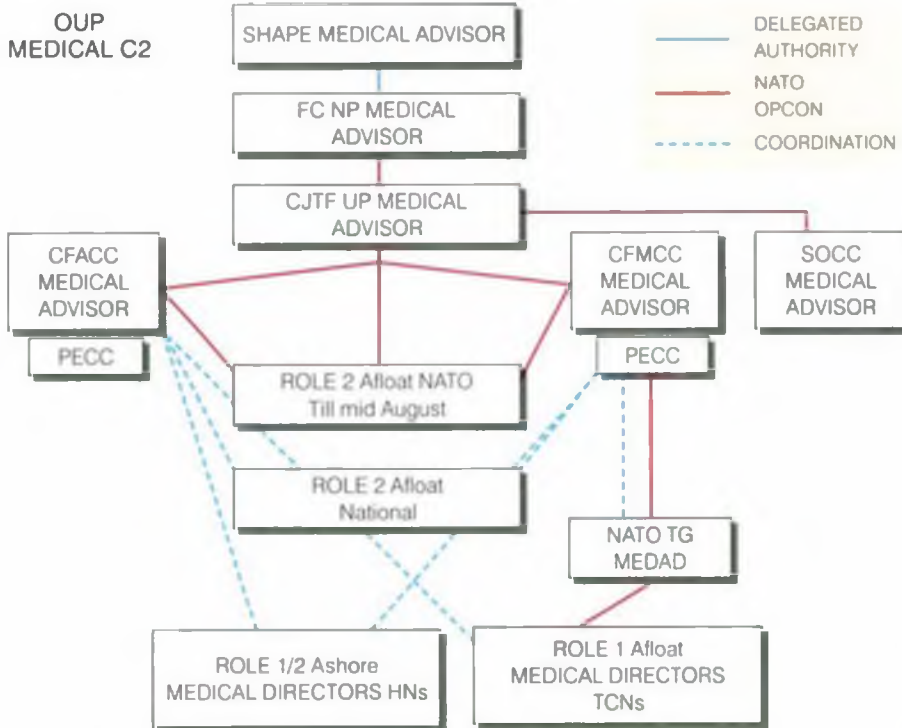 OUP
MEDICAL C2
SHAPE MEDICAL ADVISOR
DELEGATED
AUTHORITY
NATO
OPCON
COORDINATION
FC NP MEDICAL
ADVISOR
CJTF UP MEDICAL
ADVISOR
CFACC
MEDICAL
ADVISOR
PECC
CFMCC
MEDICAL
ADVISOR
PECC
SOCC
MEDICAL
ADVISOR
ROLE 2 Afloat NATO
Till mid August
ROLE 2 Afloat
National
NATO TG
MEDAD
ROLE 1/2 Ashore
MEDICAL DIRECTORS HNs
ROLE 1 Afloat
MEDICAL DIRECTORS
TCNs